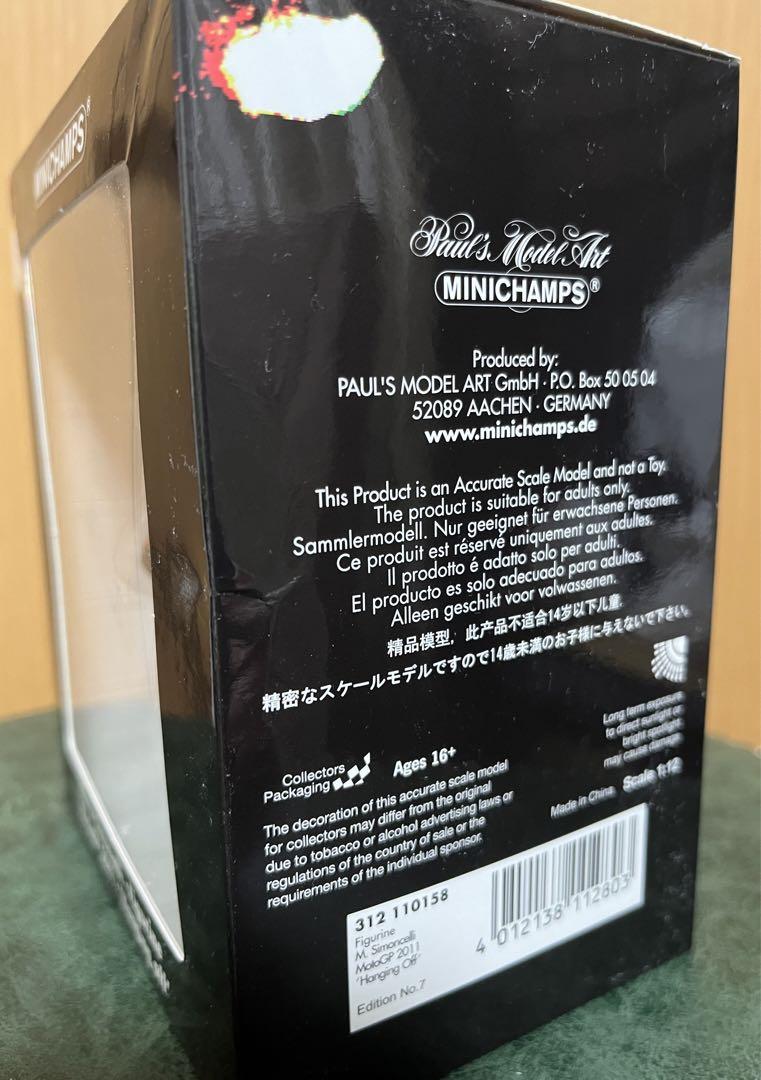 MINICHAMPS®
Paul's Model Art
MINICHAMPS®
Produced by:
PAUL'S MODEL ART GmbH · P.O. Box 50 05 04
52089 AACHEN · GERMANY
www.minichamps.de
This Product is an Accurate Scale Model and not a Toy.
The product is suitable for adults only.
Sammlermodell. Nur geeignet für erwachsene Personen.
Ce produit est réservé uniquement aux adultes.
Il prodotto é adatto solo per adulti.
El producto es solo adecuado para adultos.
Alleen geschikt voor volwassenen.
精品模型，此产品不适合14岁以下儿童.
精密なスケールモデルですので14歳未満のお子様に与えないで下さい。
Long term exposure
to direct sunlight or
bright spotlight
may cause damage
Collectors
Packaging
Ages 16+
Made in China
Scale 1:12
The decoration of this accurate scale model
for collectors may differ from the original
due to tobacco or alcohol advertising laws or
regulations of the country of sale or the
requirements of the individual sponsor.
312 110158
Figurine
M. Simoncelli
MotoGP 2011
'Hanging Off'
Edition No.7
4 012138 112803